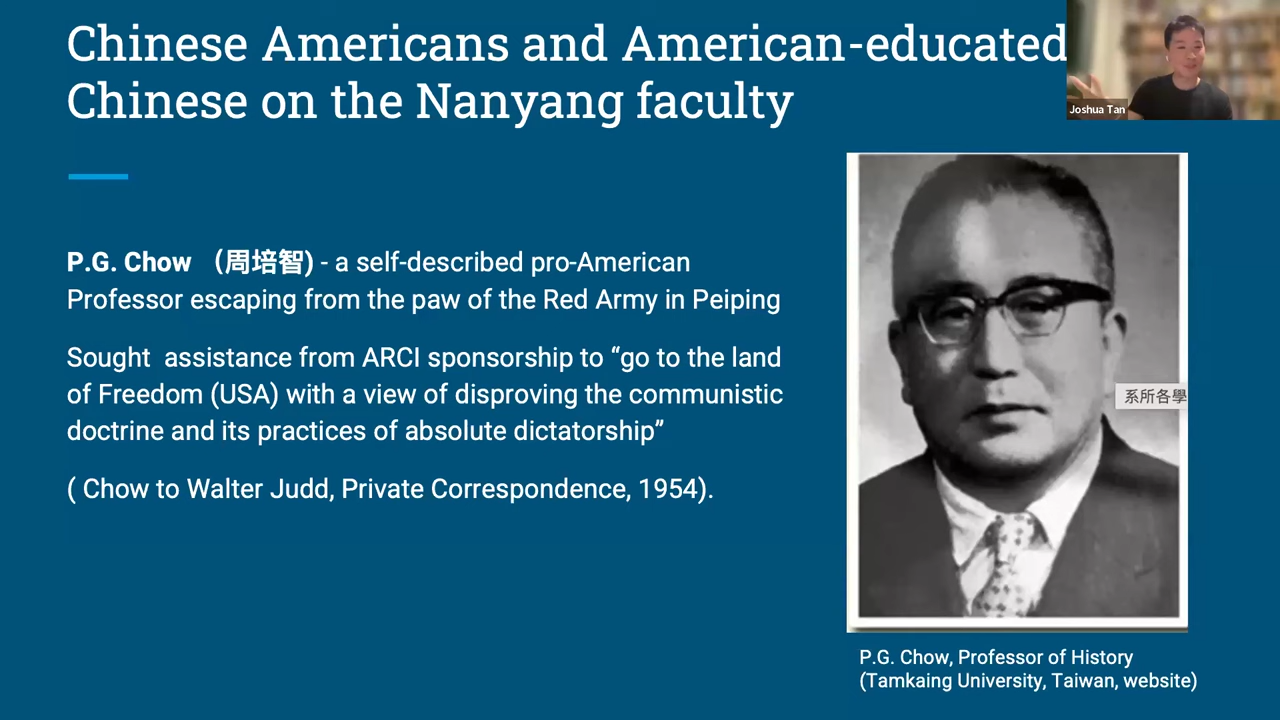 Chinese Americans and American-educated
Chinese on the Nanyang faculty
Joshua Tan
P.G. Chow （周培智) - a self-described pro-American
Professor escaping from the paw of the Red Army in Peiping
Sought  assistance from ARCI sponsorship to “go to the land
of Freedom (USA) with a view of disproving the communistic
doctrine and its practices of absolute dictatorship”
( Chow to Walter Judd, Private Correspondence, 1954).
系所各學
P.G. Chow, Professor of History
(Tamkaing University, Taiwan, website)